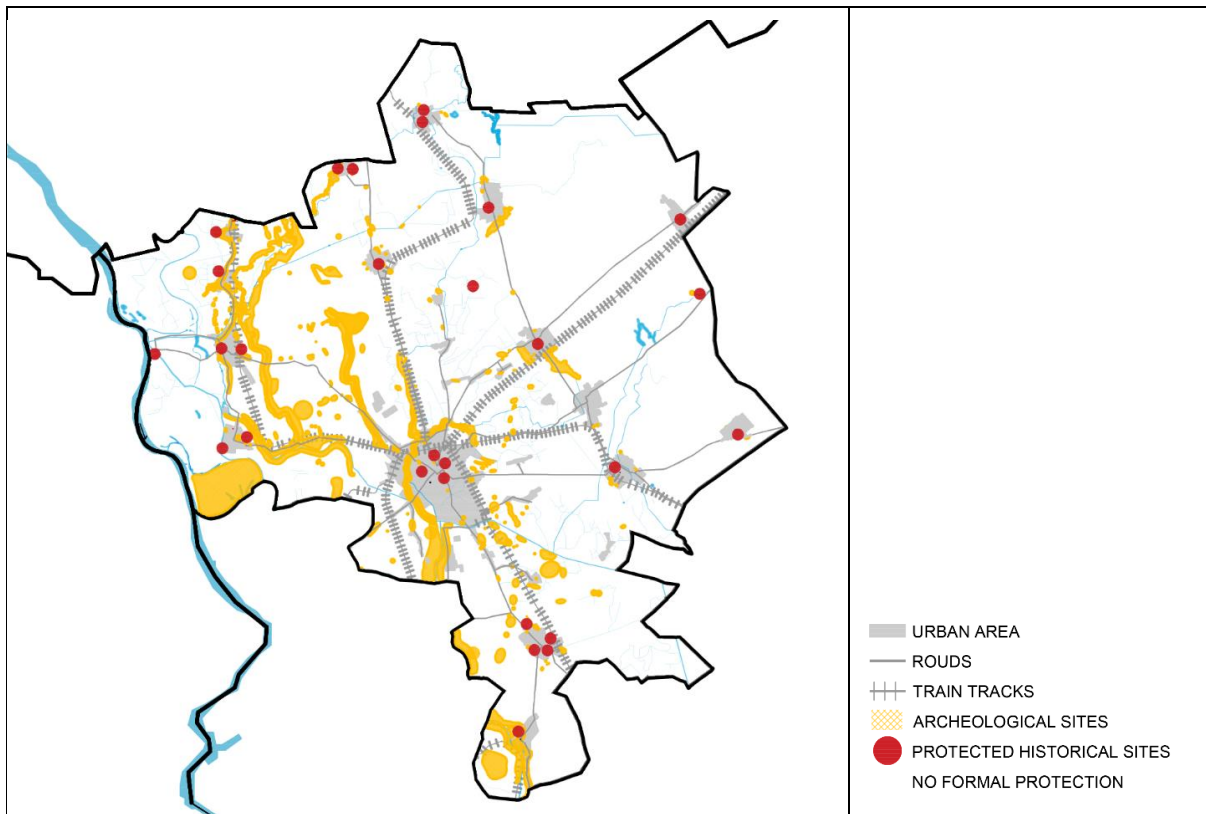 URBAN AREA
ROUDS
TRAIN TRACKS
ARCHEOLOGICAL SITES
PROTECTED HISTORICAL SITES
NO FORMAL PROTECTION